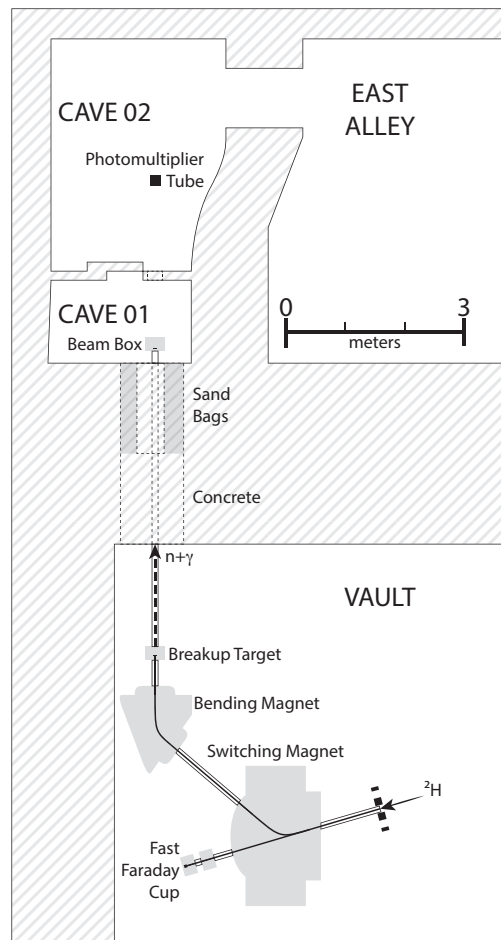 CAVE 02
EAST
ALLEY
Photomultiplier
Tube
CAVE 01
Beam Box
0 3
meters
Sand
Bags
Concrete
n+γ
VAULT
Breakup Target
Bending Magnet
Switching Magnet
²H
Fast
Faraday
Cup